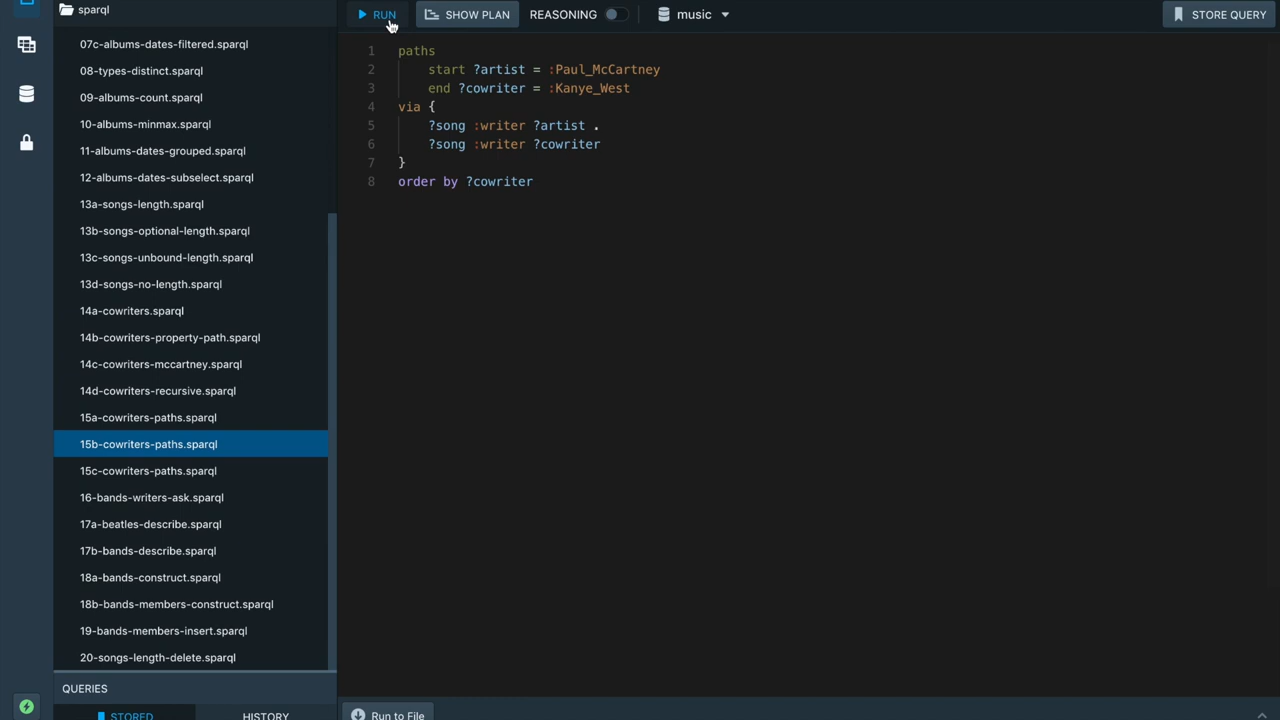 sparql
07c-albums-dates-filtered.sparql
08-types-distinct.sparql
09-albums-count.sparql
10-albums-minmax.sparql
11-albums-dates-grouped.sparql
12-albums-dates-subselect.sparql
13a-songs-length.sparql
13b-songs-optional-length.sparql
13c-songs-unbound-length.sparql
13d-songs-no-length.sparql
14a-cowriters.sparql
14b-cowriters-property-path.sparql
14c-cowriters-mccartney.sparql
14d-cowriters-recursive.sparql
15a-cowriters-paths.sparql
15b-cowriters-paths.sparql
15c-cowriters-paths.sparql
16-bands-writers-ask.sparql
17a-beatles-describe.sparql
17b-bands-describe.sparql
18a-bands-construct.sparql
18b-bands-members-construct.sparql
19-bands-members-insert.sparql
20-songs-length-delete.sparql
QUERIES
STORED HISTORY
RUN SHOW PLAN REASONING music STORE QUERY
1 paths
2 start ?artist = :Paul_McCartney
3 end ?cowriter = :Kanye_West
4 via {
5 ?song :writer ?artist .
6 ?song :writer ?cowriter
7 }
8 order by ?cowriter
Run to File